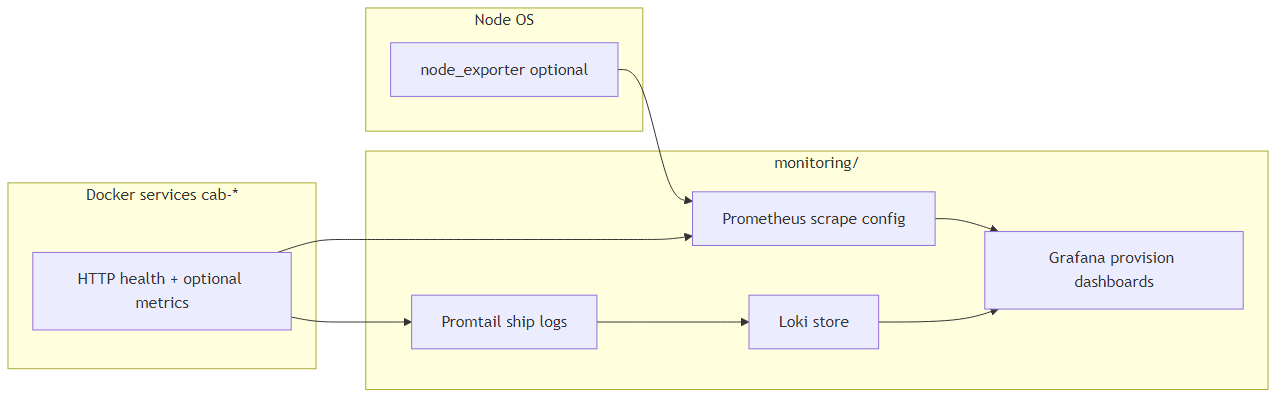 Node OS
node_exporter optional
monitoring/
Docker services cab-*
Prometheus scrape config
HTTP health + optional
metrics
Grafana provision
dashboards
Promtail ship logs
Loki store